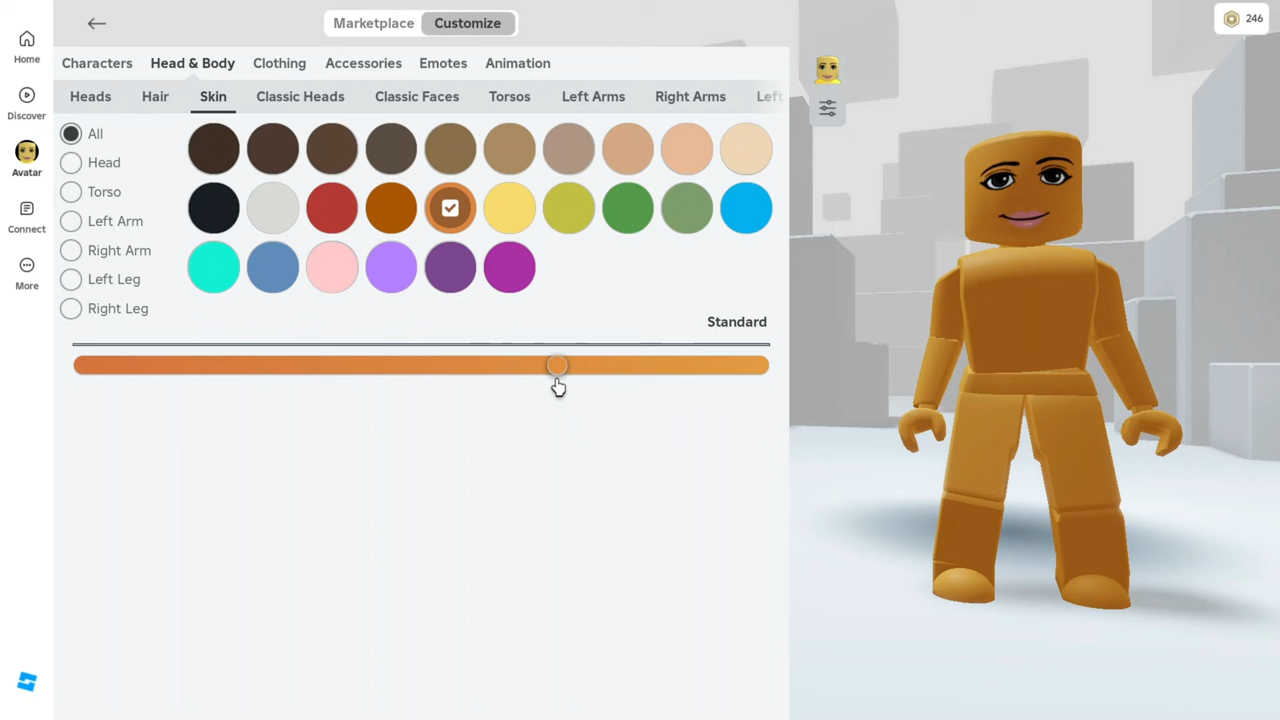 Marketplace Customize
246
Home
Characters Head & Body Clothing Accessories Emotes Animation
Heads Hair Skin Classic Heads Classic Faces Torsos Left Arms Right Arms Left
Discover
All
Head
Avatar
Torso
Left Arm
Connect
Right Arm
Left Leg
More
Right Leg
Standard